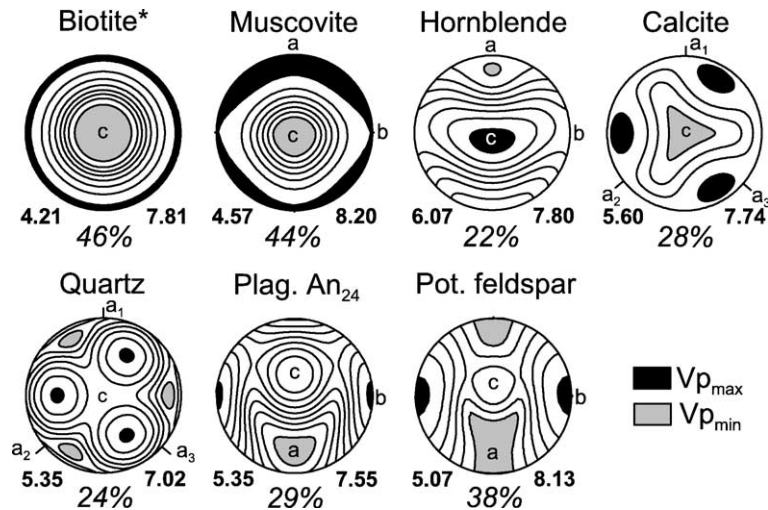 Biotite* Muscovite Hornblende Calcite
a a a₁
c c b c b c
a₂ a₃
4.21 7.81 4.57 8.20 6.07 7.80 5.60 7.74
46% 44% 22% 28%
Quartz Plag. An₂₄ Pot. feldspar
a₁
c c b c b
a₂ a₃ a a
5.35 7.02 5.35 7.55 5.07 8.13
24% 29% 38%
Vpₘₐₓ
Vpₘᵢₙ